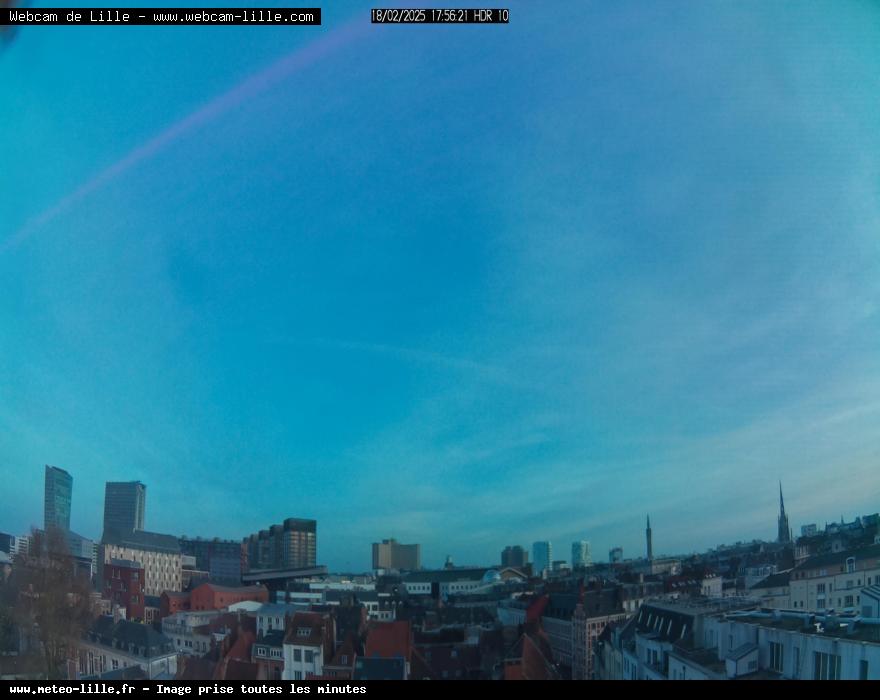 Webcam de Lille - www.webcam-lille.com
18/02/2025 17:56:21 HDR 10
www.meteo-lille.fr - Image prise toutes les minutes